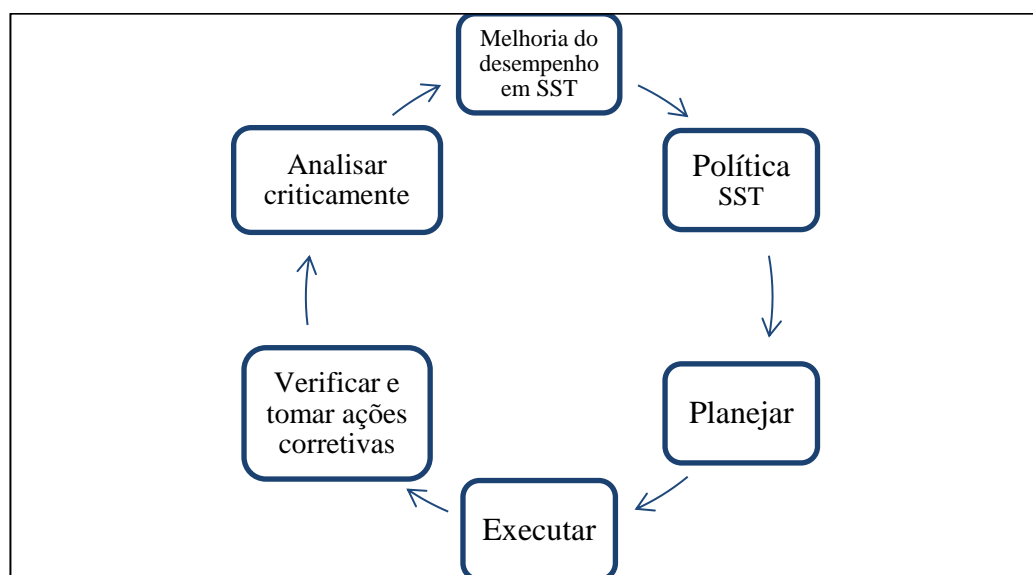 Melhoria do
desempenho
em SST
Política
SST
Planejar
Executar
Verificar e
tomar ações
corretivas
Analisar
criticamente